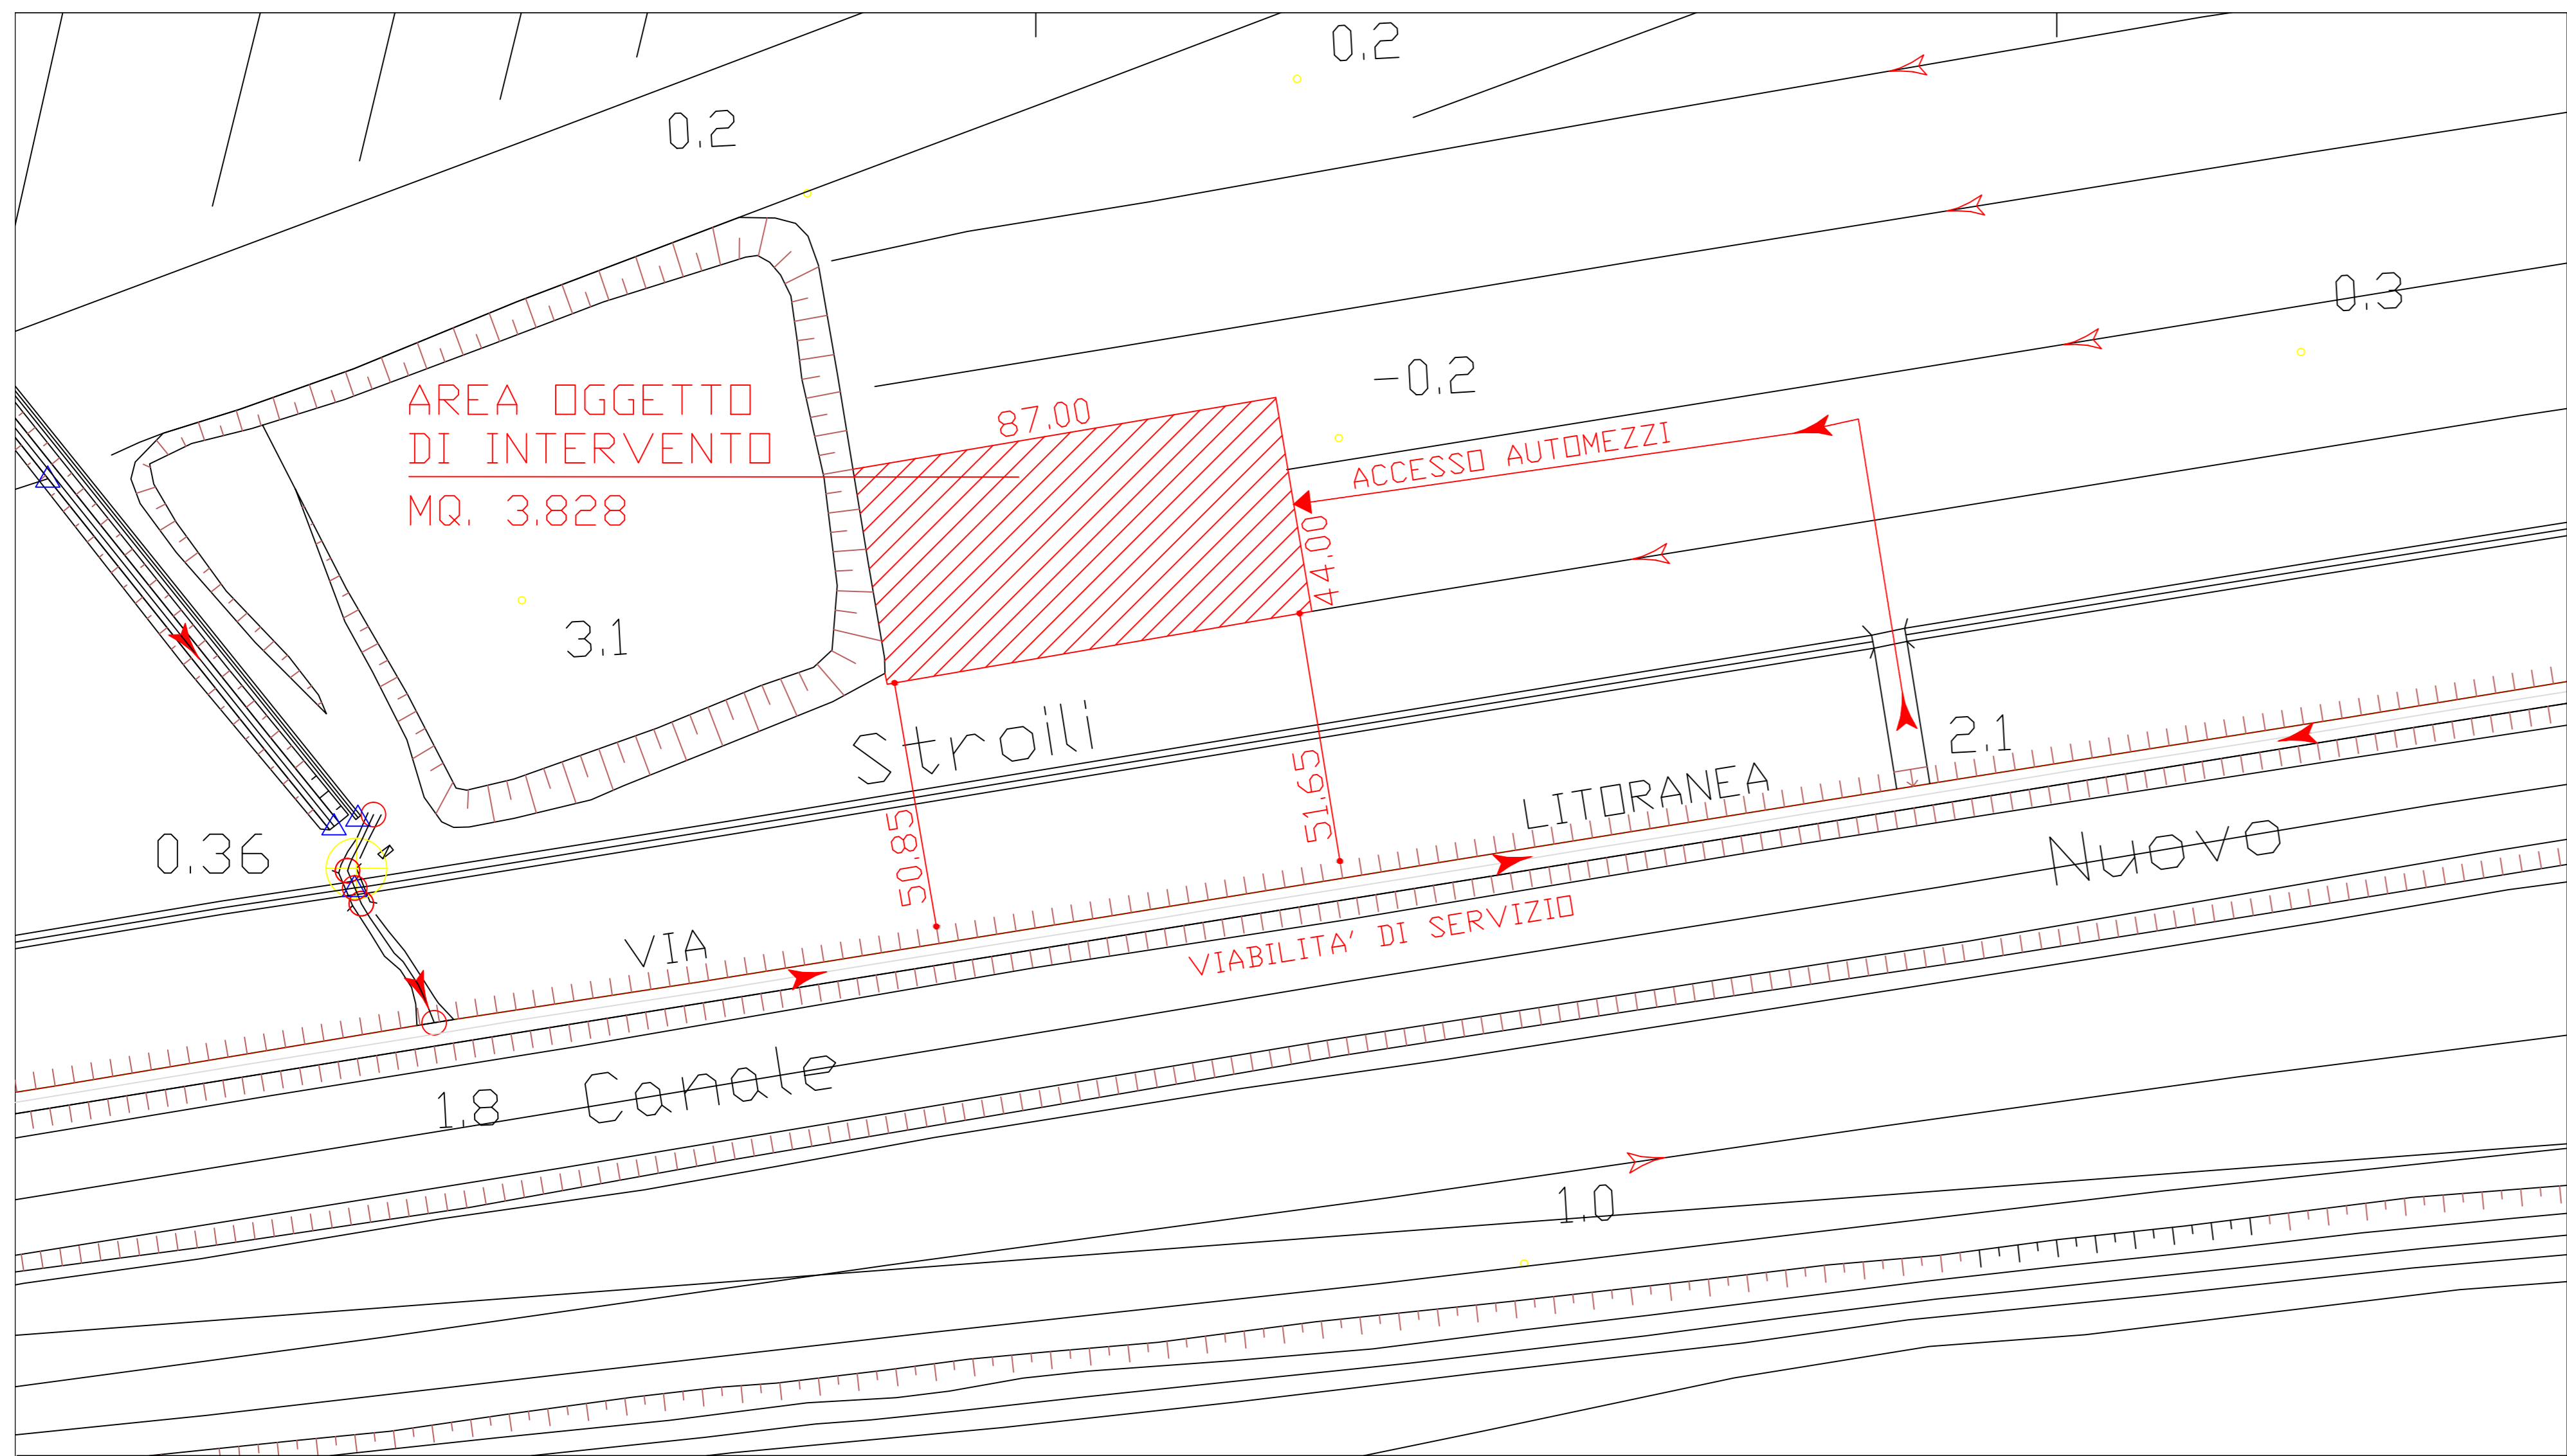 0.2
0.2
0.3
-0.2
AREA OGGETTO
DI INTERVENTO
MQ. 3.828
87.00
ACCESSO AUTOMEZZI
44.00
3.1
Stroili
2.1
51.65
50.85
LITORANEA
0.36
Nuovo
VIA
VIABILITA' DI SERVIZIO
1.8
Canale
1.0